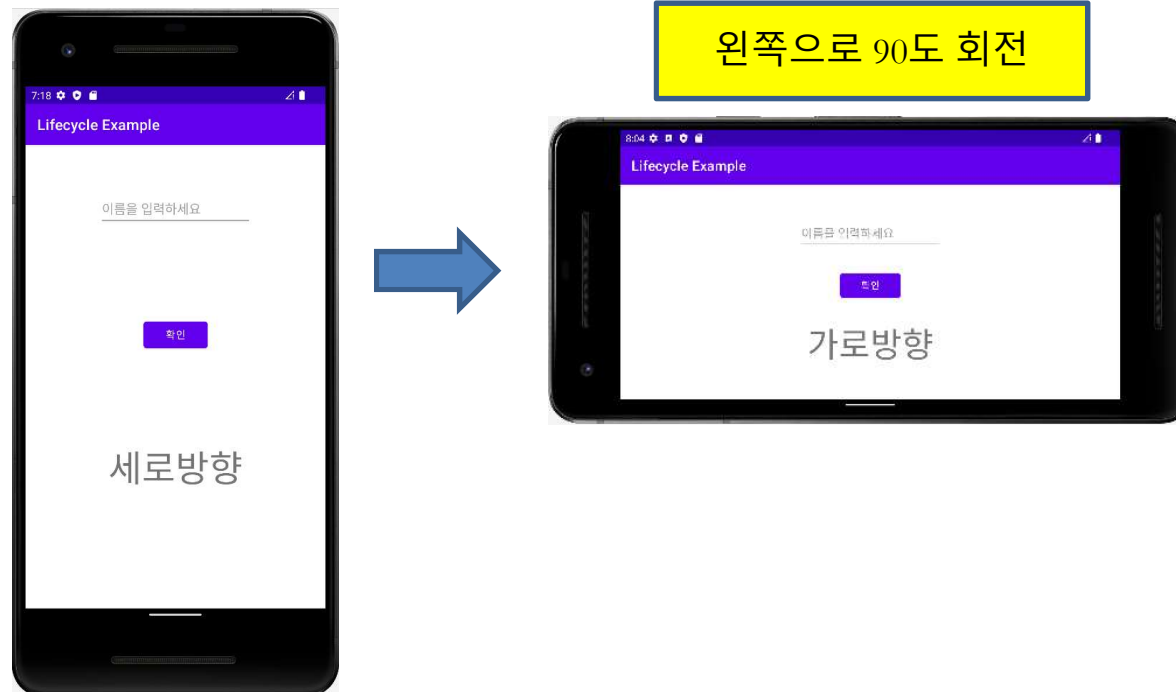 왼쪽으로 90도 회전
7:18
Lifecycle Example
이름을 입력하세요
확인
세로방향
8:04
Lifecycle Example
이름을 입력하세요
확인
가로방향